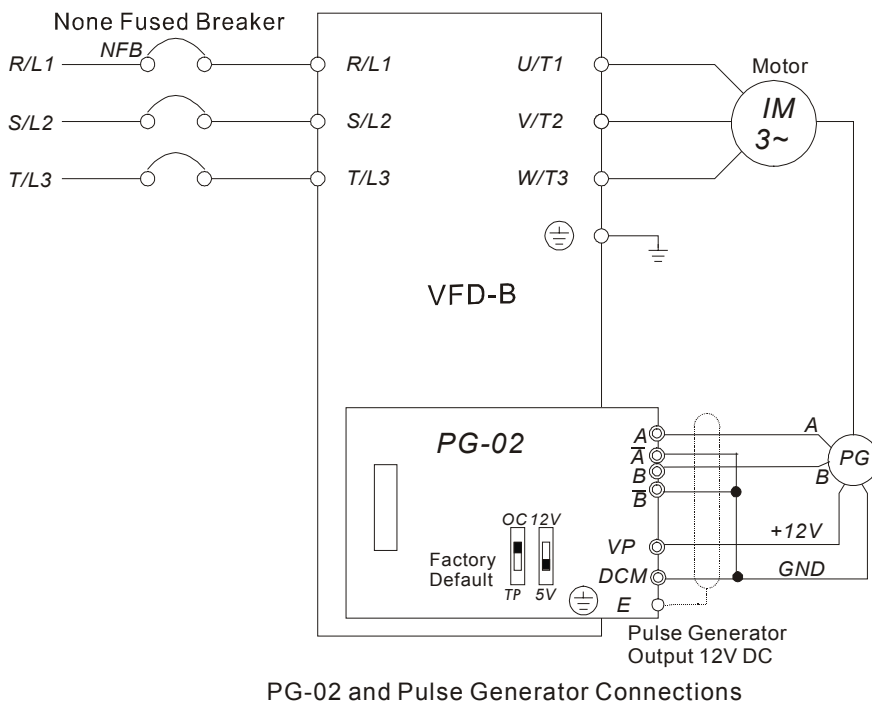 None Fused Breaker
NFB
R/L1 R/L1 U/T1 Motor
S/L2 S/L2 V/T2 IM
3~
T/L3 T/L3 W/T3
VFD-B
PG-02
A A
A̅
B B PG
B̅
OC 12V
VP +12V
Factory
Default
DCM GND
TP 5V
E
Pulse Generator
Output 12V DC
PG-02 and Pulse Generator Connections